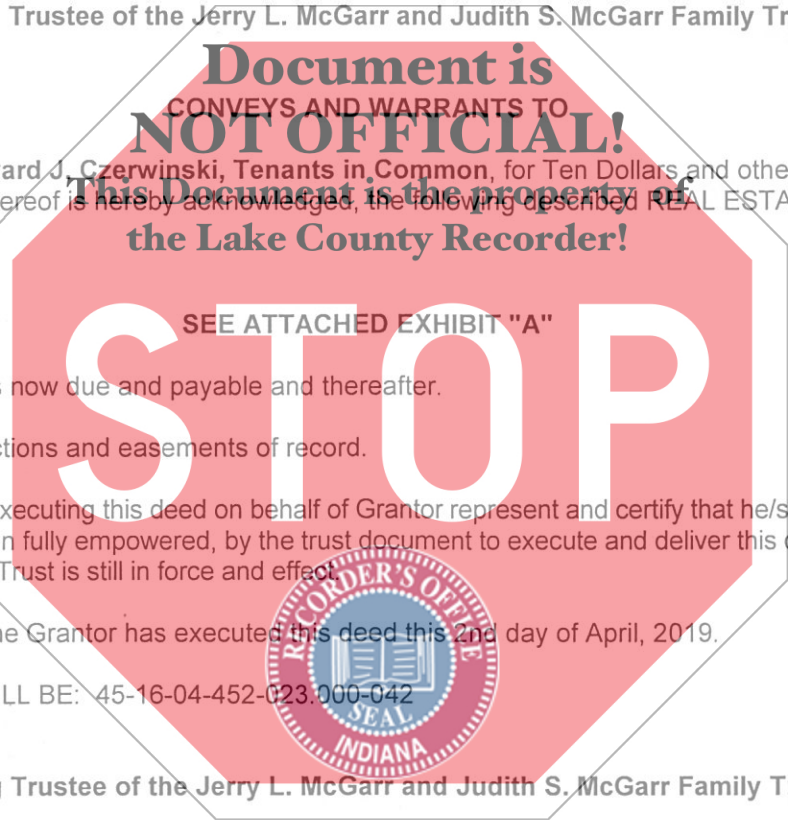 Trustee of the Jerry L. McGarr and Judith S. McGarr Family Tr
Document is
CONVEYS AND WARRANTS TO
NOT OFFICIAL!
ard J. Czerwinski, Tenants in Common, for Ten Dollars and othe
This Document is the property of
ereof is hereby acknowledged, the following described REAL ESTA
the Lake County Recorder!
SEE ATTACHED EXHIBIT "A"
STOP
s now due and payable and thereafter.
ctions and easements of record.
xecuting this deed on behalf of Grantor represent and certify that he/s
n fully empowered, by the trust document to execute and deliver this d
Trust is still in force and effect.
RECORDER'S OFFICE
ne Grantor has executed this deed this 2nd day of April, 2019.
LL BE: 45-16-04-452-023.000-042
SEAL
INDIANA
g Trustee of the Jerry L. McGarr and Judith S. McGarr Family T